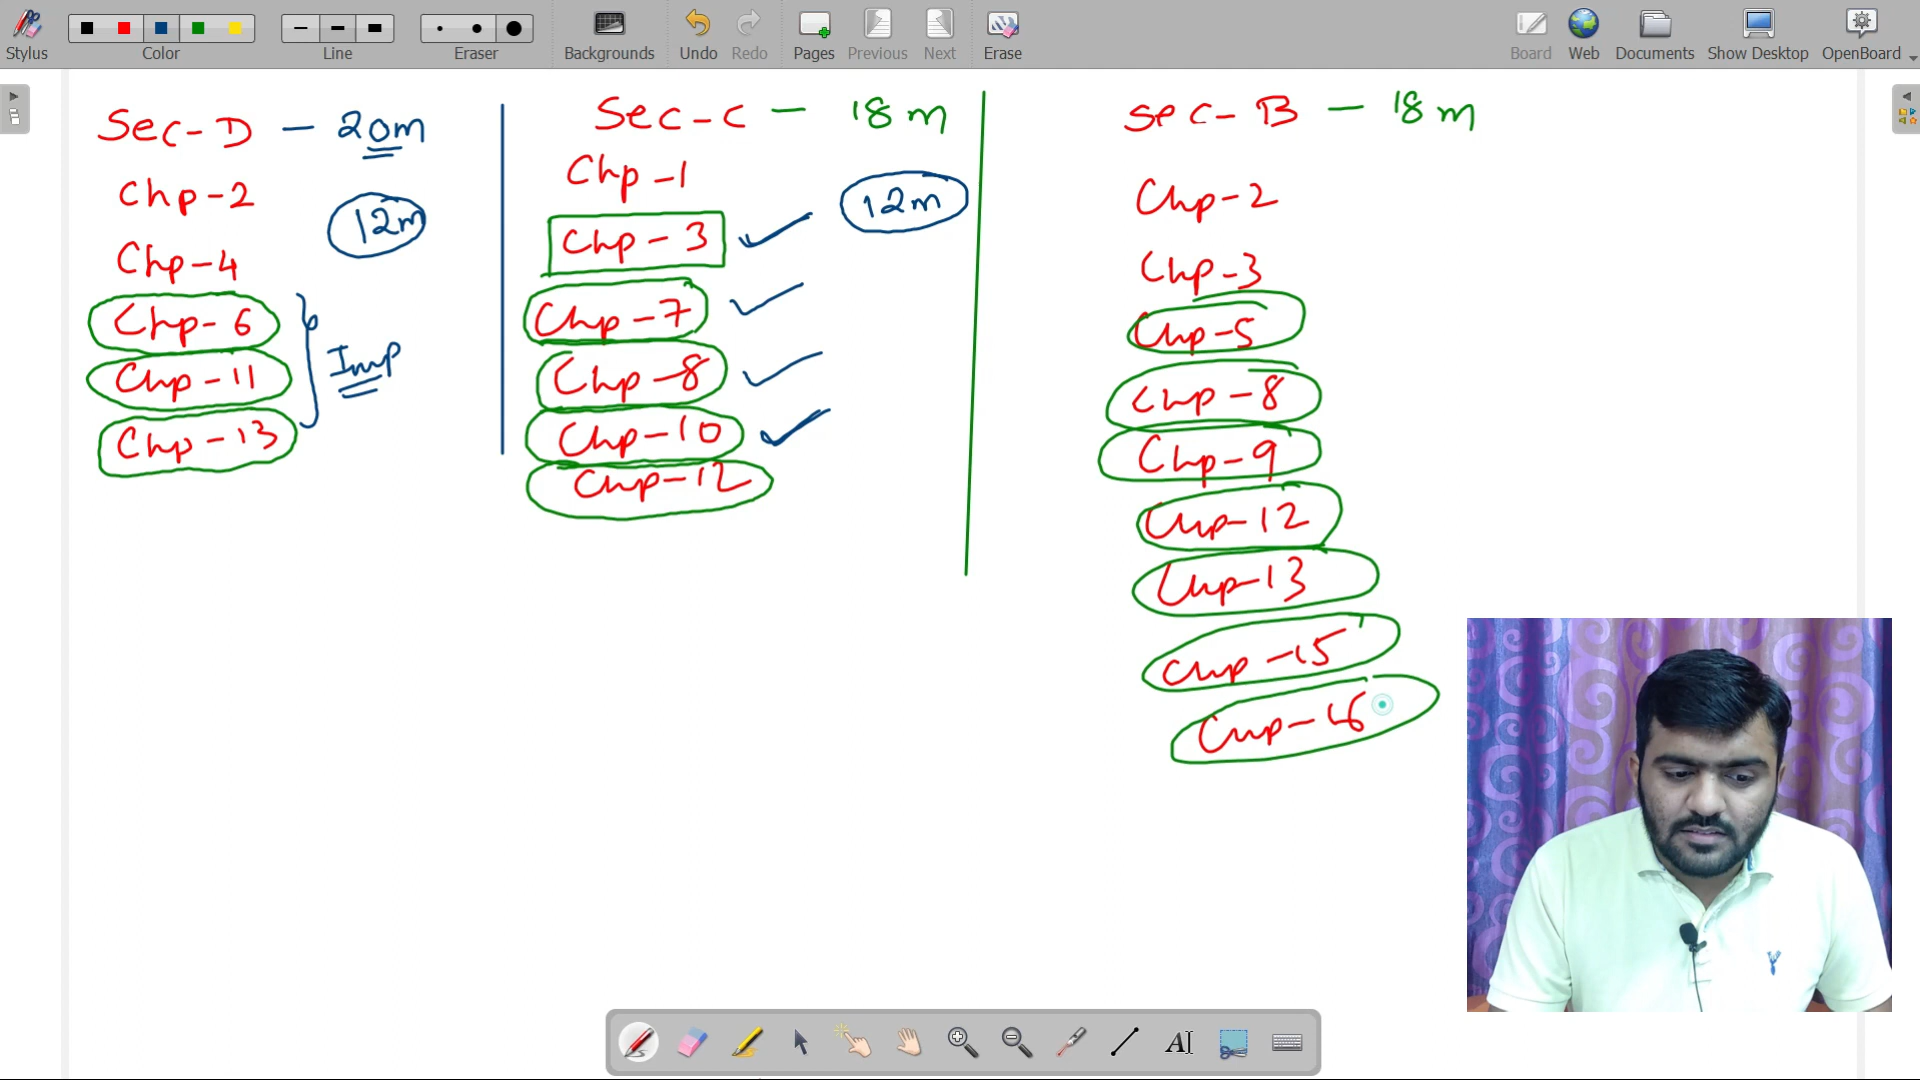 Stylus
Color
Line
Eraser
Backgrounds
Undo
Redo
Pages
Previous
Next
Erase
Board
Web
Documents
Show Desktop
OpenBoard
Sec-D - 20m
Chp-2
12m
Chp-4
Chp-6
Chp-11
Imp
Chp-13
Sec-C - 18m
Chp-1
12m
Chp-3
Chp-7
Chp-8
Chp-10
Chp-12
Sec-B - 18m
Chp-2
Chp-3
Chp-5
Chp-8
Chp-9
Chp-12
Chp-13
Chp-15
Chp-16
AI